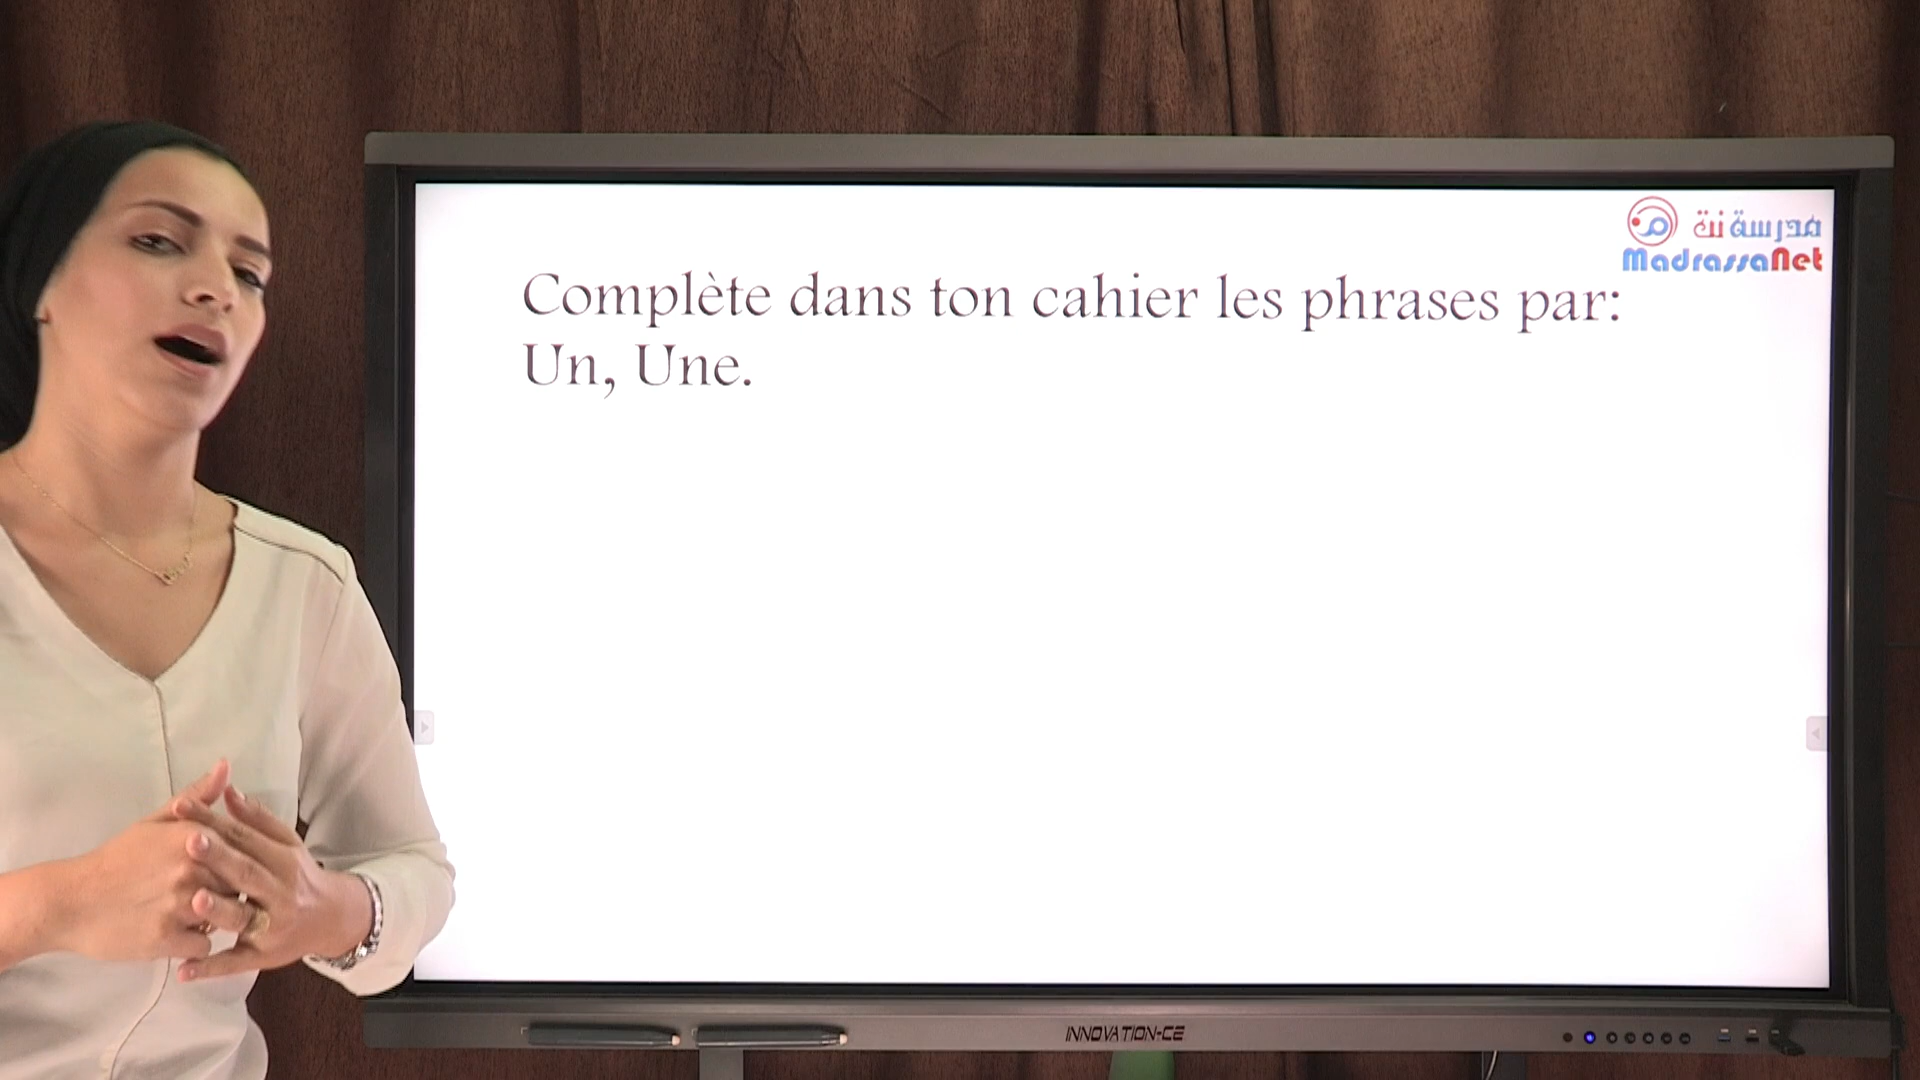 مدرسة نت
MadrassaNet
Complète dans ton cahier les phrases par:
Un, Une.
INNOVATION-CE